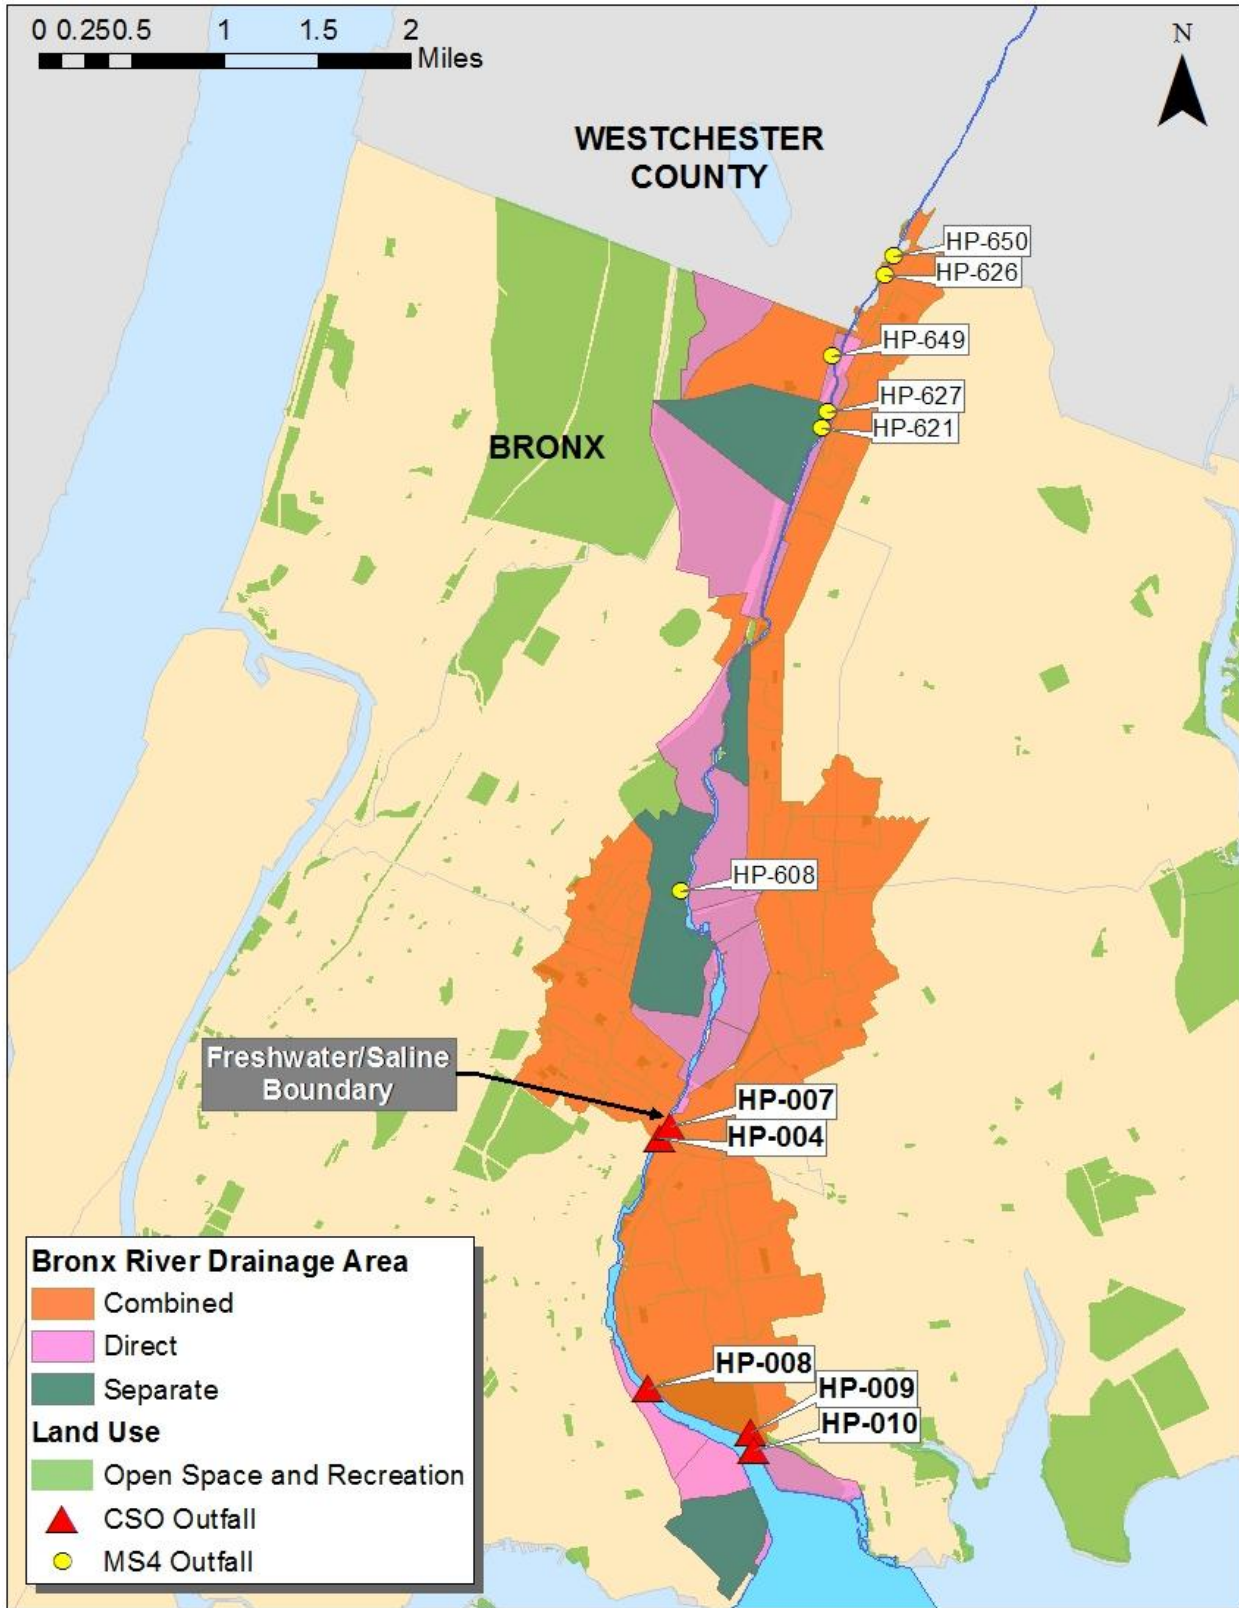 0 0.250.5 1 1.5 2
Miles
N
WESTCHESTER
COUNTY
HP-650
HP-626
HP-649
HP-627
HP-621
BRONX
HP-608
Freshwater/Saline
Boundary
HP-007
HP-004
HP-008
HP-009
HP-010
Bronx River Drainage Area
Combined
Direct
Separate
Land Use
Open Space and Recreation
CSO Outfall
MS4 Outfall